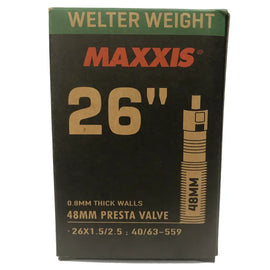 WELTER WEIGHT
MAXXIS®
26"
48MM
0.8MM THICK WALLS
48MM PRESTA VALVE
·26X1.5/2.5 ; 40/63-559